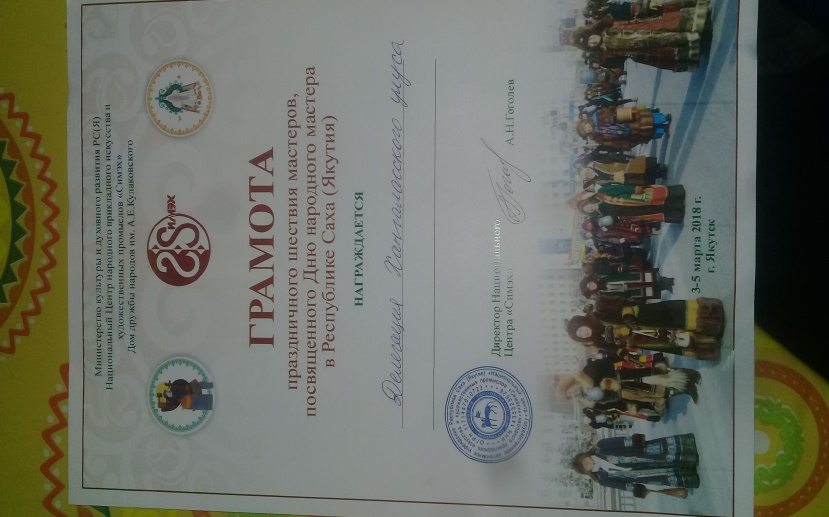 Министерство культуры и духовного развития РС(Я)
Национальный Центр народного прикладного искусства и
художественных промыслов «Симэх»
Дом дружбы народов им. А.Е.Кулаковского
Симэх
ГРАМОТА
праздничного шествия мастеров,
посвященного Дню народного мастера
в Республике Саха (Якутия)
НАГРАЖДАЕТСЯ
Делегация Хангаласского улуса
Директор Национального
Центра «Симэх» А.Н.Гоголев
3-5 марта 2018 г.
г. Якутск